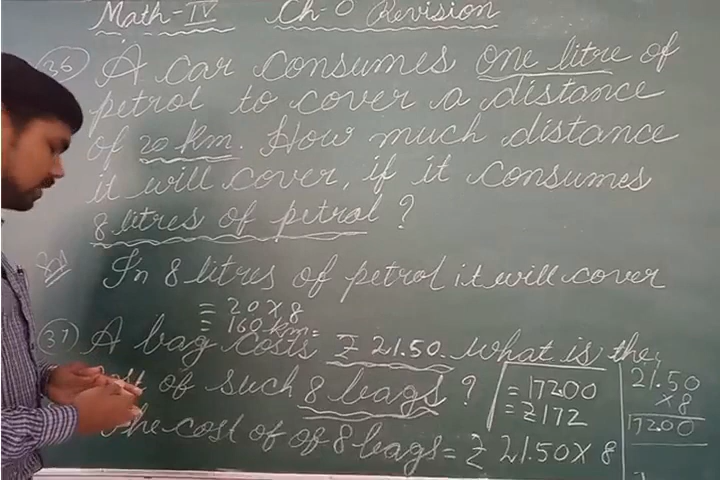 Math-IV Ch-0 Revision
36 A car consumes one litre of
petrol to cover a distance
of 20 km. How much distance
it will cover, if it consumes
8 litres of petrol ?
Sol In 8 litres of petrol it will cover
= 20 x 8
= 160 km.
37 A bag costs ₹ 21.50. What is the
of such 8 bags ?
The cost of of 8 bags = ₹ 21.50 X 8
= 17200
= ₹ 172
21.50
x 8
17200